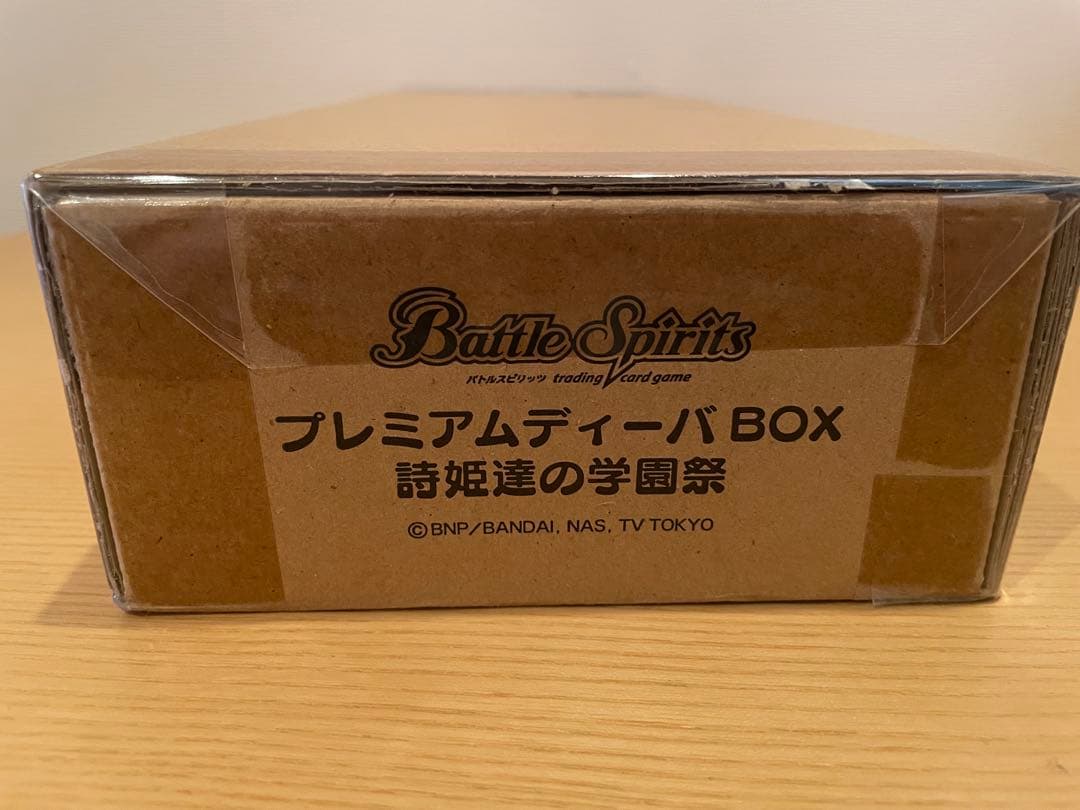 Battle Spirits
バトルスピリッツ trading card game
プレミアムディーバBOX
詩姫達の学園祭
©BNP/BANDAI, NAS, TV TOKYO